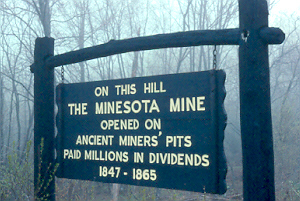 ON THIS HILL
THE MINESOTA MINE
OPENED ON
ANCIENT MINERS' PITS
PAID MILLIONS IN DIVIDENDS
1847 - 1865